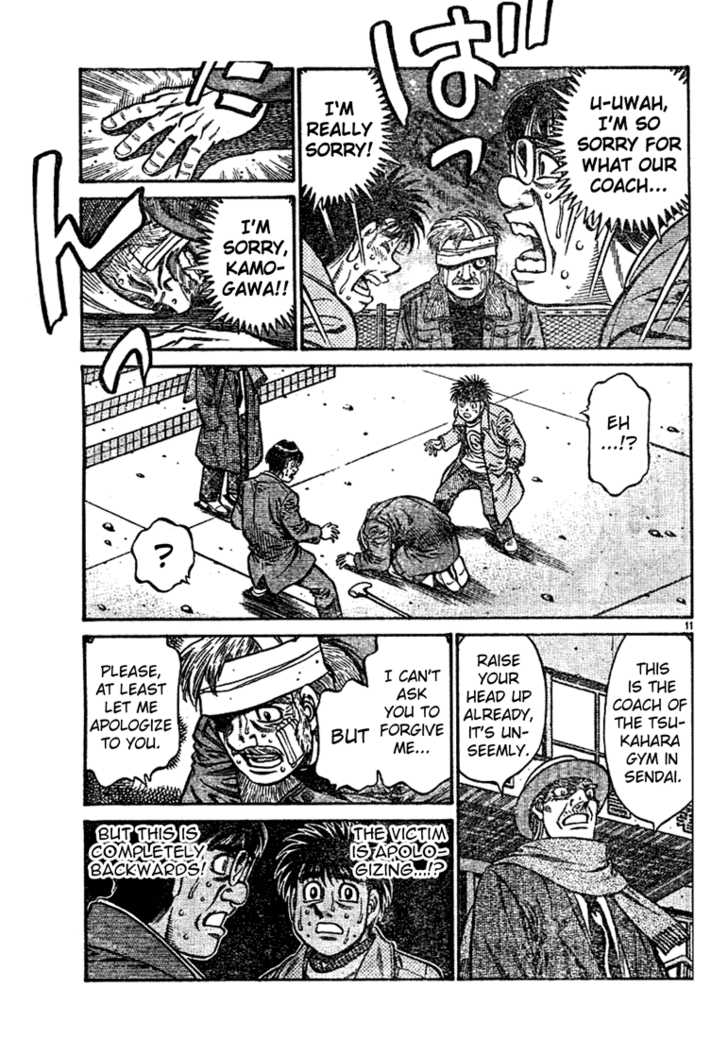 U-UWAH,
I'M SO
SORRY FOR
WHAT OUR
COACH...
I'M
REALLY
SORRY!
ばっ
だ
I'M
SORRY,
KAMO-
GAWA!!
んっ
EH
...!?
?
11
THIS
IS THE
COACH OF
THE TSU-
KAHARA
GYM IN
SENDAI.
RAISE
YOUR
HEAD UP
ALREADY,
IT'S UN-
SEEMLY.
I CAN'T
ASK
YOU TO
FORGIVE
ME...
BUT
PLEASE,
AT LEAST
LET ME
APOLOGIZE
TO YOU.
THE VICTIM
IS APOLO-
GIZING...!?
BUT THIS IS
COMPLETELY
BACKWARDS!